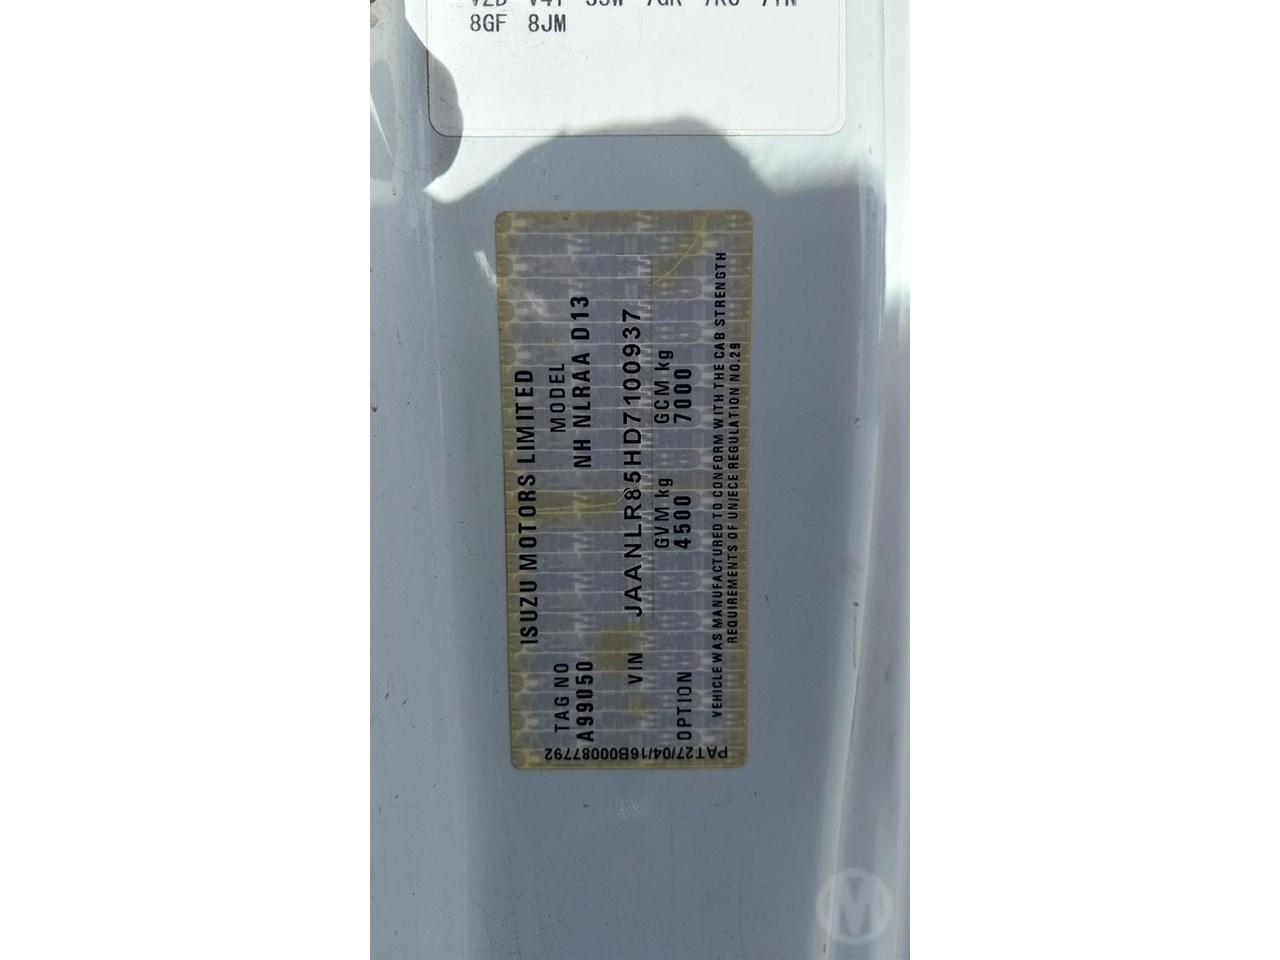 8GF 8JM
ISUZU MOTORS LIMITED
TAG NO MODEL
A99050 NH NLRAA D13
VIN JAANLR85HD7100937
GVM kg GCM kg
OPTION 4500 7000
VEHICLE WAS MANUFACTURED TO CONFORM WITH THE CAB STRENGTH
REQUIREMENTS OF UN/ECE REGULATION NO.29
PAT27/04/16B00087792
M